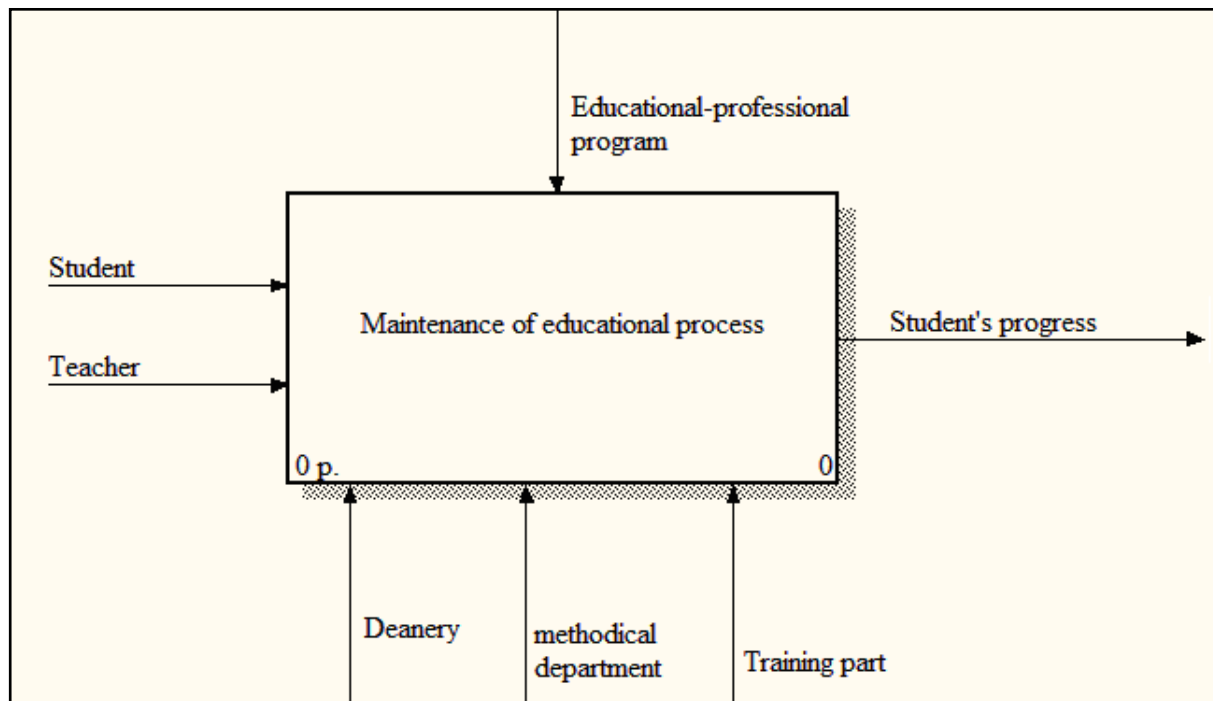 Educational-professional
program
Student
Maintenance of educational process
Student's progress
Teacher
0 p.
0
Deanery
methodical
department
Training part